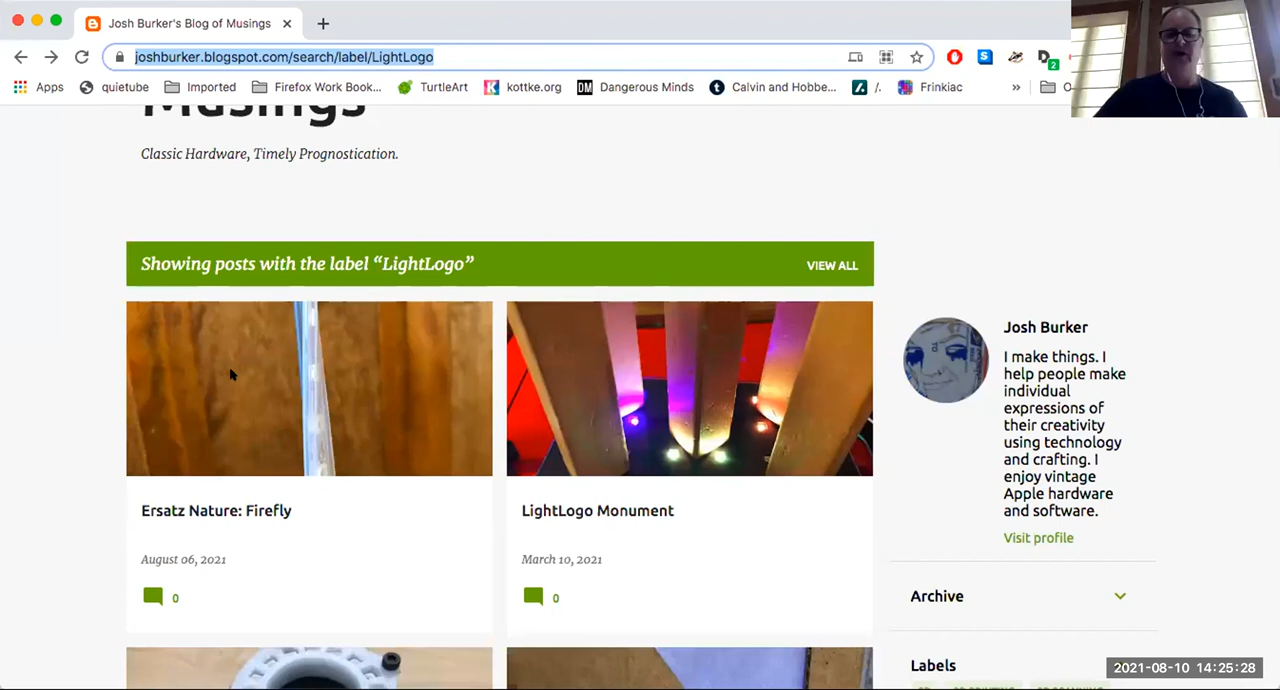 Josh Burker's Blog of Musings
joshburker.blogspot.com/search/label/LightLogo
2
Apps quietube Imported Firefox Work Book... TurtleArt kottke.org DM Dangerous Minds Calvin and Hobbe... /. Frinkiac »
Musings
Classic Hardware, Timely Prognostication.
Showing posts with the label “LightLogo”
VIEW ALL
Ersatz Nature: Firefly
August 06, 2021
0
LightLogo Monument
March 10, 2021
0
Josh Burker
I make things. I
help people make
individual
expressions of
their creativity
using technology
and crafting. I
enjoy vintage
Apple hardware
and software.
Visit profile
Archive
Labels
2021-08-10 14:25:28